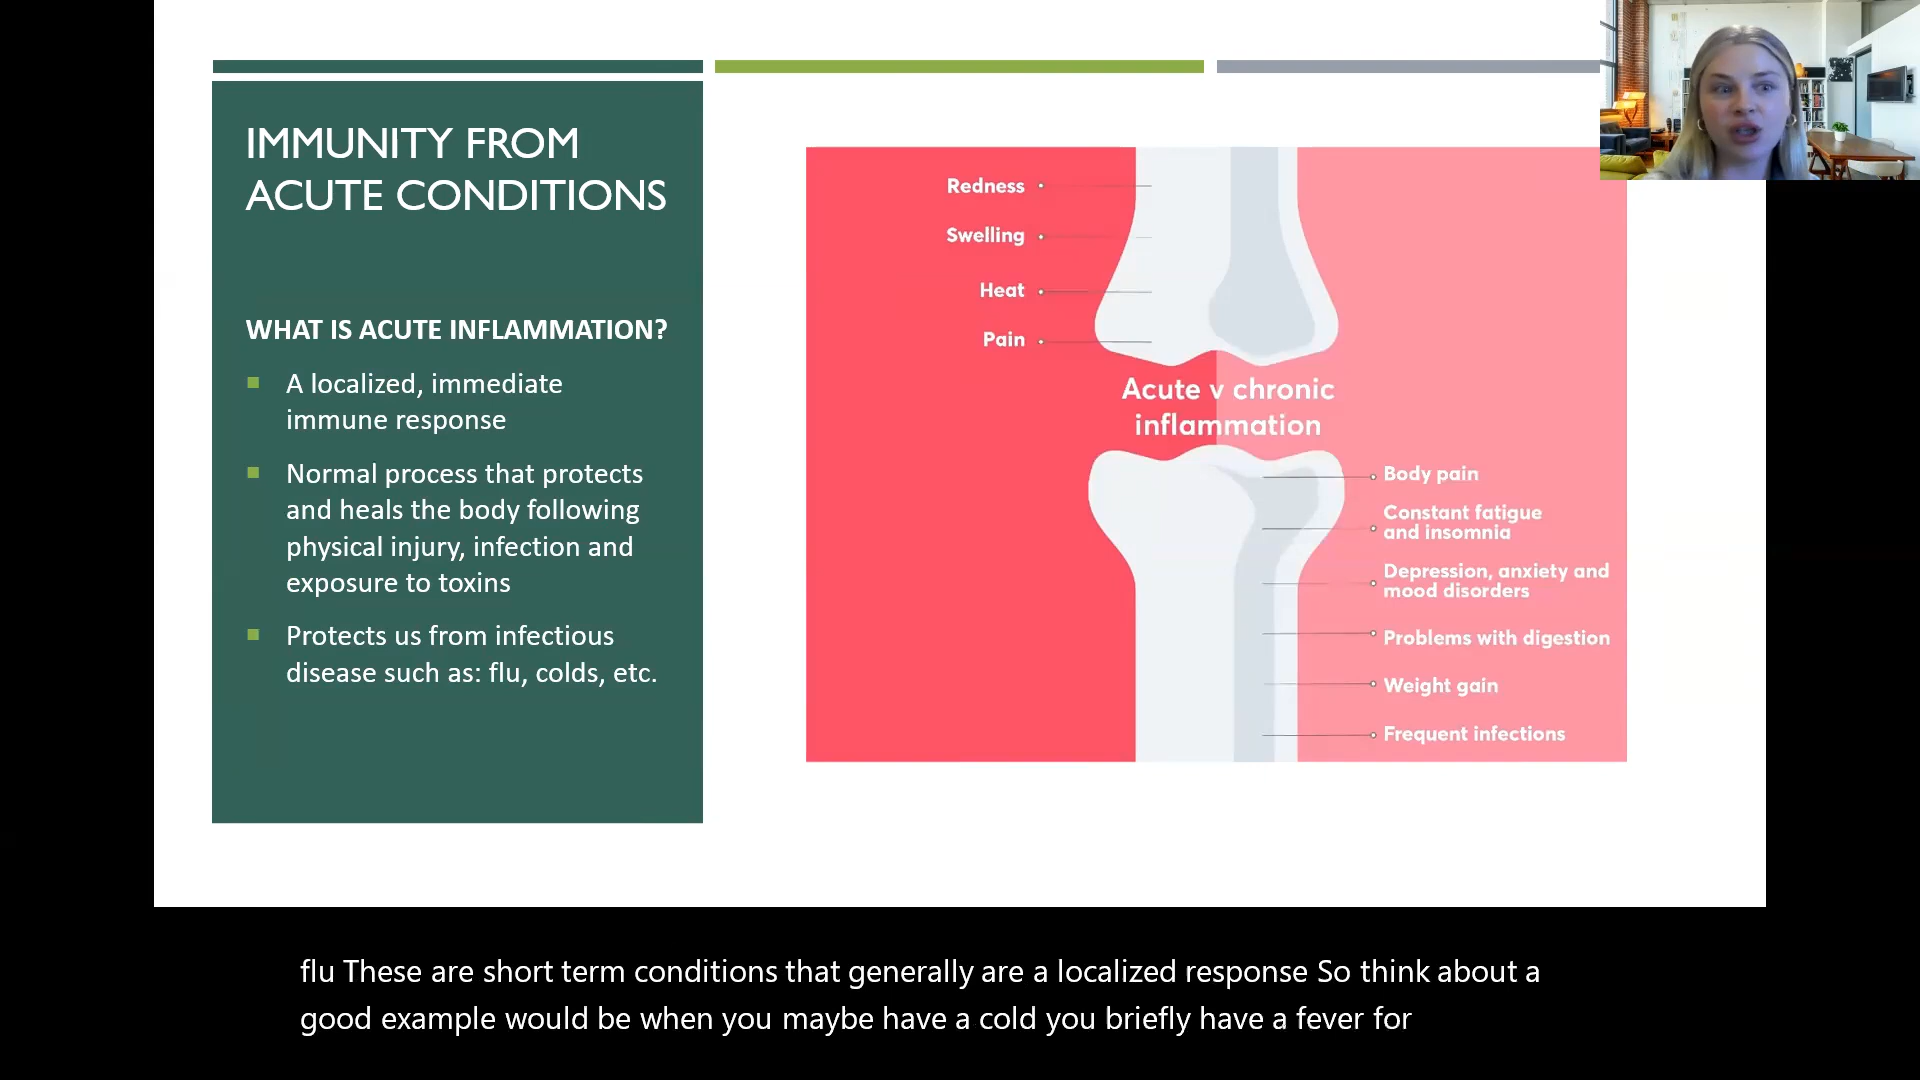 IMMUNITY FROM
ACUTE CONDITIONS
WHAT IS ACUTE INFLAMMATION?
A localized, immediate
immune response
Normal process that protects
and heals the body following
physical injury, infection and
exposure to toxins
Protects us from infectious
disease such as: flu, colds, etc.
Redness
Swelling
Heat
Pain
Acute v chronic
inflammation
Body pain
Constant fatigue
and insomnia
Depression, anxiety and
mood disorders
Problems with digestion
Weight gain
Frequent infections
flu These are short term conditions that generally are a localized response So think about a
good example would be when you maybe have a cold you briefly have a fever for